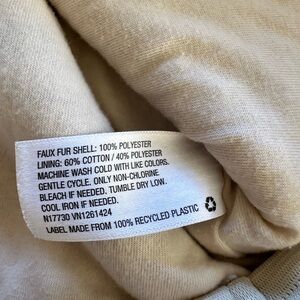 FAUX FUR SHELL: 100% POLYESTER
LINING: 60% COTTON / 40% POLYESTER
MACHINE WASH COLD WITH LIKE COLORS.
GENTLE CYCLE. ONLY NON-CHLORINE
BLEACH IF NEEDED. TUMBLE DRY LOW.
COOL IRON IF NEEDED.
N17730 VN1261424
LABEL MADE FROM 100% RECYCLED PLASTIC